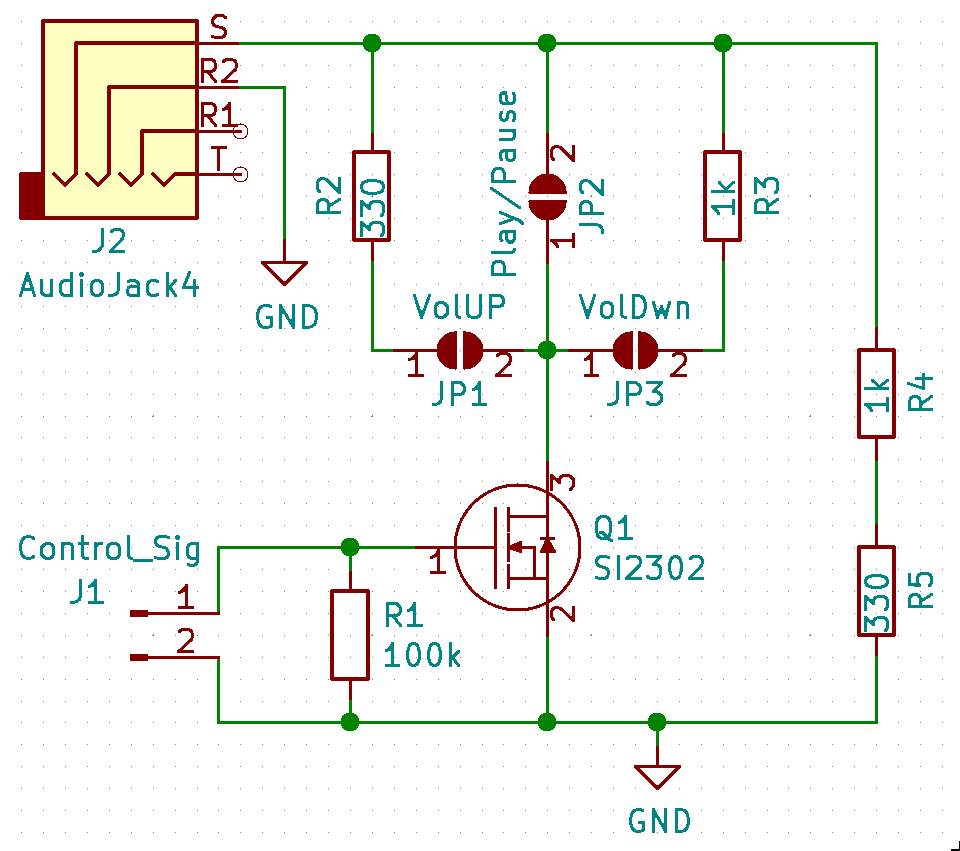 S
R2
R1
T
J2
AudioJack4
GND
R2
330
Play/Pause
2
JP2
1
1k
R3
VolUP
1
2
JP1
VolDwn
1
2
JP3
1k
R4
3
Q1
SI2302
1
2
Control_Sig
J1
1
2
R1
100k
330
R5
GND